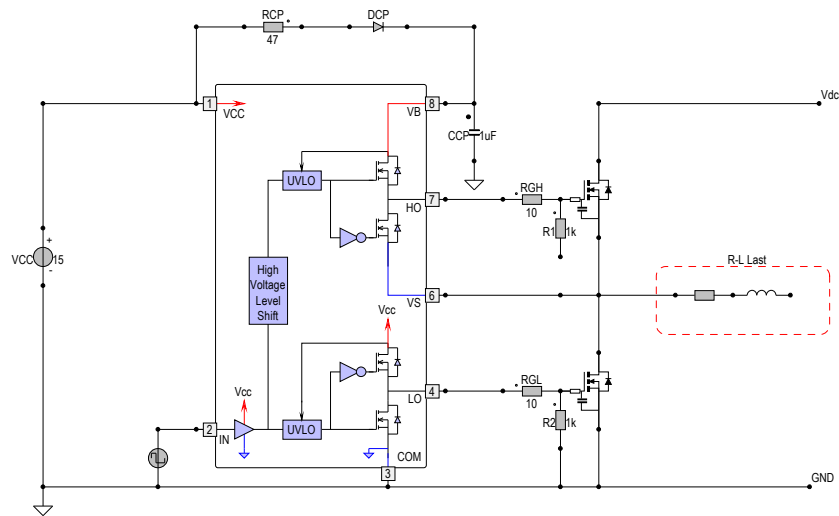 RCP
47
DCP
Vdc
1
VCC
8
VB
CCP
1uF
UVLO
7
HO
RGH
10
R1
1k
VCC
+
15
-
High
Voltage
Level
Shift
R-L Last
6
VS
Vcc
4
LO
RGL
10
Vcc
R2
1k
2
IN
UVLO
COM
3
GND